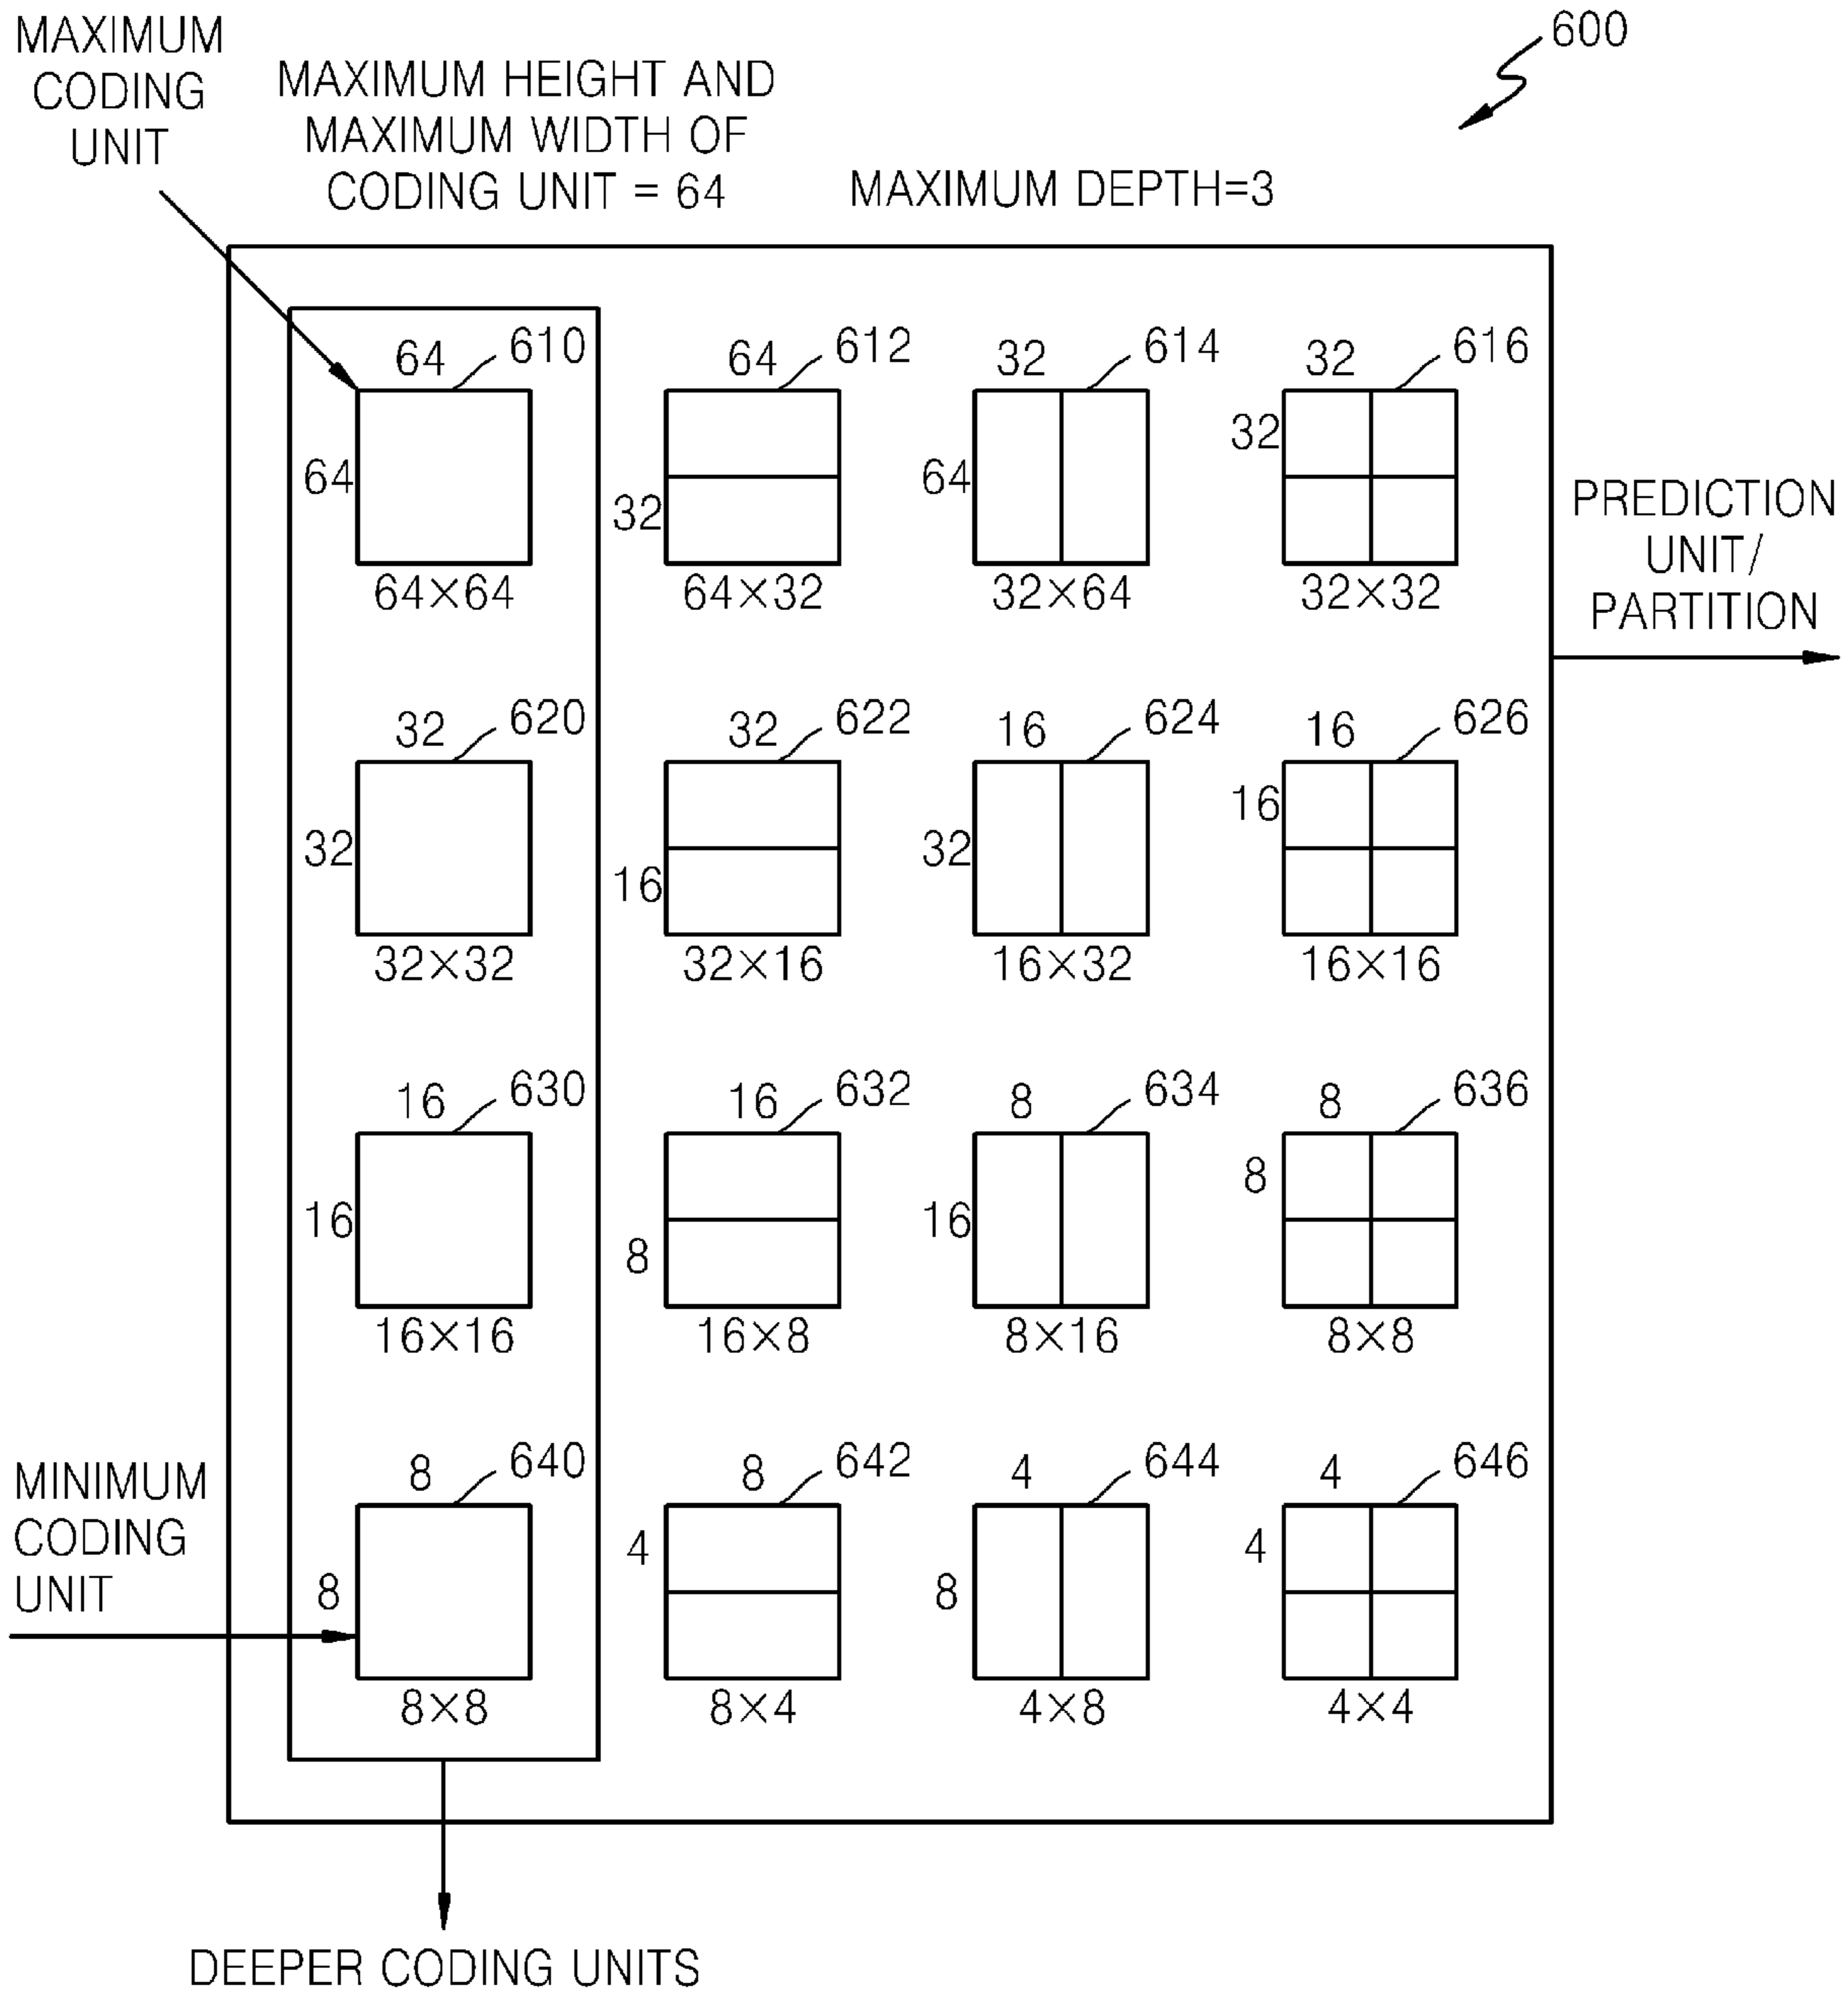 MAXIMUM
CODING
UNIT
MAXIMUM HEIGHT AND
MAXIMUM WIDTH OF
CODING UNIT = 64
MAXIMUM DEPTH=3
600
64 610 64 612 32 614 32 616
64 32 64 32
64×64 64×32 32×64 32×32
PREDICTION
UNIT/
PARTITION
32 620 32 622 16 624 16 626
32 16 32 16
32×32 32×16 16×32 16×16
16 630 16 632 8 634 8 636
16 8 16 8
16×16 16×8 8×16 8×8
MINIMUM
CODING
UNIT
8 640 8 642 4 644 4 646
8 4 8 4
8×8 8×4 4×8 4×4
DEEPER CODING UNITS